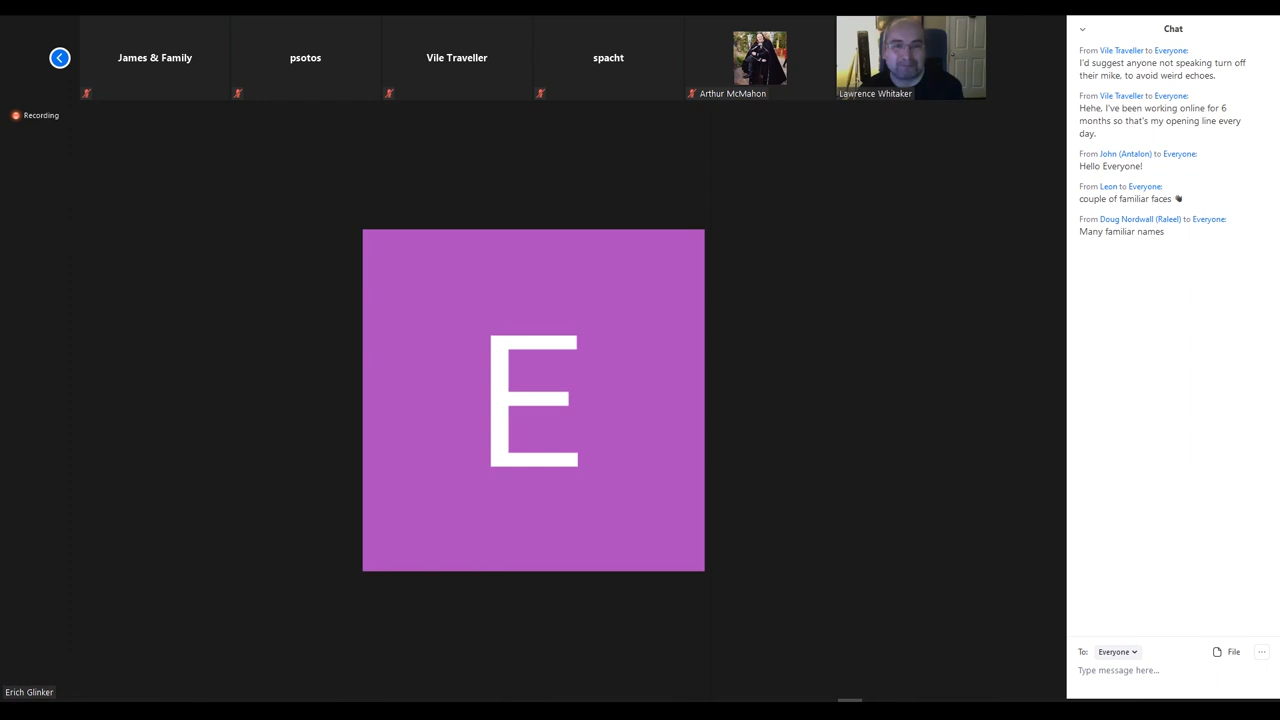 James & Family
psotos
Vile Traveller
spacht
Arthur McMahon
Lawrence Whitaker
Recording
E
Erich Glinker
Chat
From Vile Traveller to Everyone:
I'd suggest anyone not speaking turn off
their mike, to avoid weird echoes.
From Vile Traveller to Everyone:
Hehe, I've been working online for 6
months so that's my opening line every
day.
From John (Antalon) to Everyone:
Hello Everyone!
From Leon to Everyone:
couple of familiar faces 👋
From Doug Nordwall (Raleel) to Everyone:
Many familiar names
To: Everyone
File
Type message here...